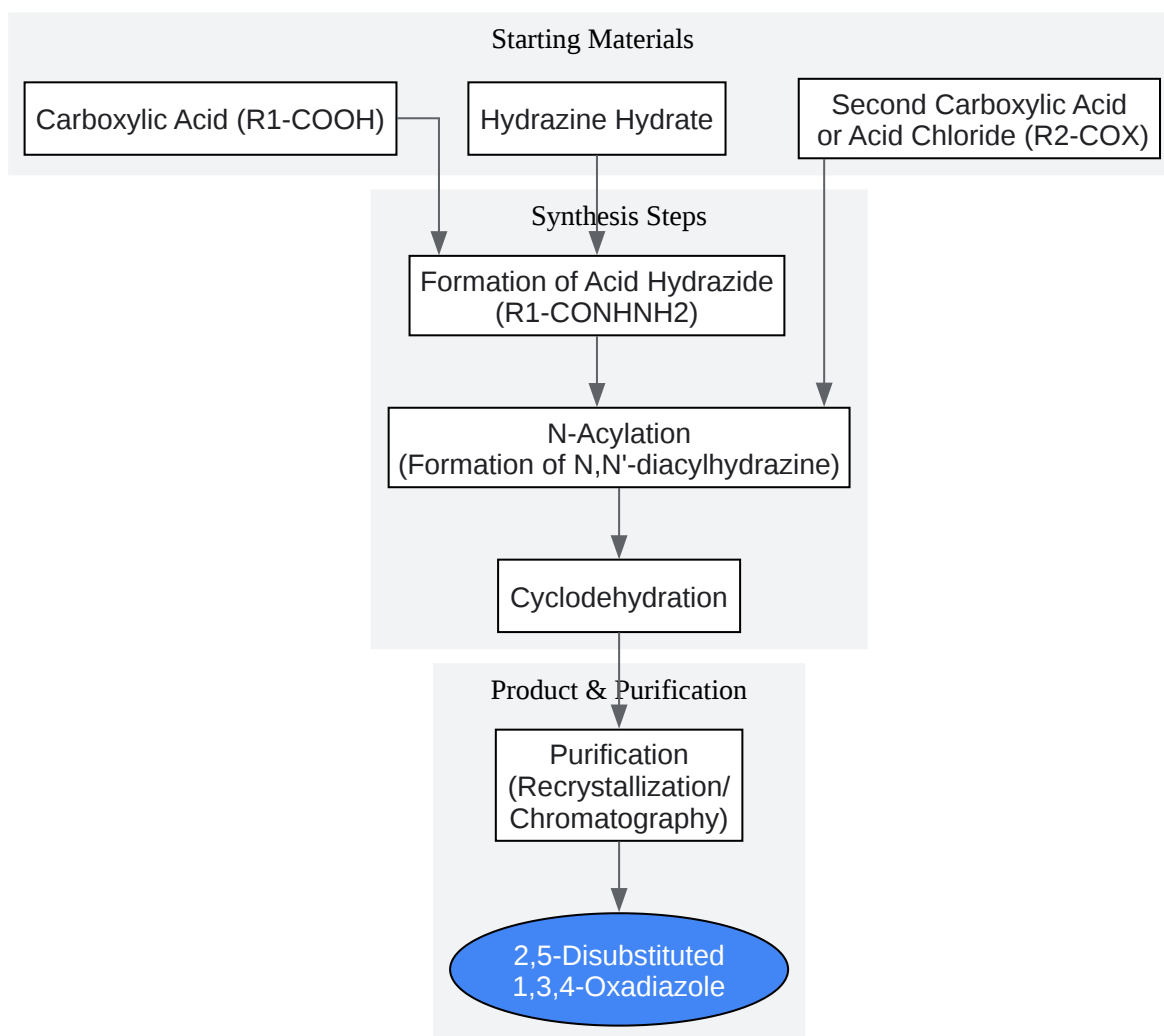 Starting Materials
Carboxylic Acid (R1-COOH)
Hydrazine Hydrate
Second Carboxylic Acid
or Acid Chloride (R2-COX)
Synthesis Steps
Formation of Acid Hydrazide
(R1-CONHNH2)
N-Acylation
(Formation of N,N'-diacylhydrazine)
Cyclodehydration
Product & Purification
Purification
(Recrystallization/
Chromatography)
2,5-Disubstituted
1,3,4-Oxadiazole